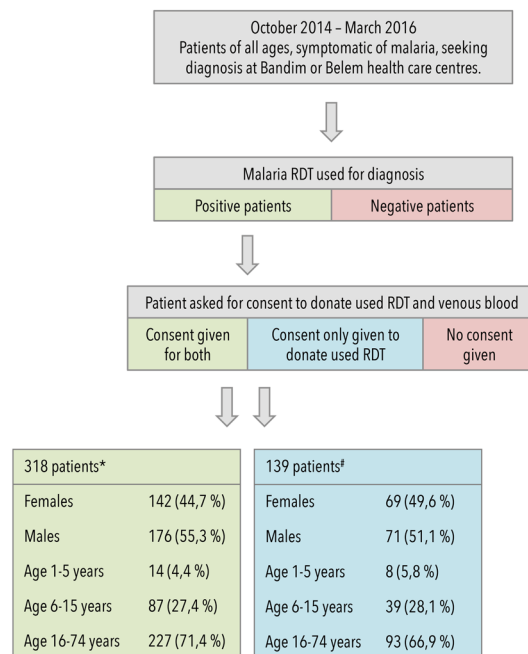 October 2014 – March 2016
Patients of all ages, symptomatic of malaria, seeking
diagnosis at Bandim or Belem health care centres.
Malaria RDT used for diagnosis
Positive patients
Negative patients
Patient asked for consent to donate used RDT and venous blood
Consent given
for both
Consent only given to
donate used RDT
No consent
given
318 patients*
Females 142 (44,7 %)
Males 176 (55,3 %)
Age 1-5 years 14 (4,4 %)
Age 6-15 years 87 (27,4 %)
Age 16-74 years 227 (71,4 %)
139 patients#
Females 69 (49,6 %)
Males 71 (51,1 %)
Age 1-5 years 8 (5,8 %)
Age 6-15 years 39 (28,1 %)
Age 16-74 years 93 (66,9 %)